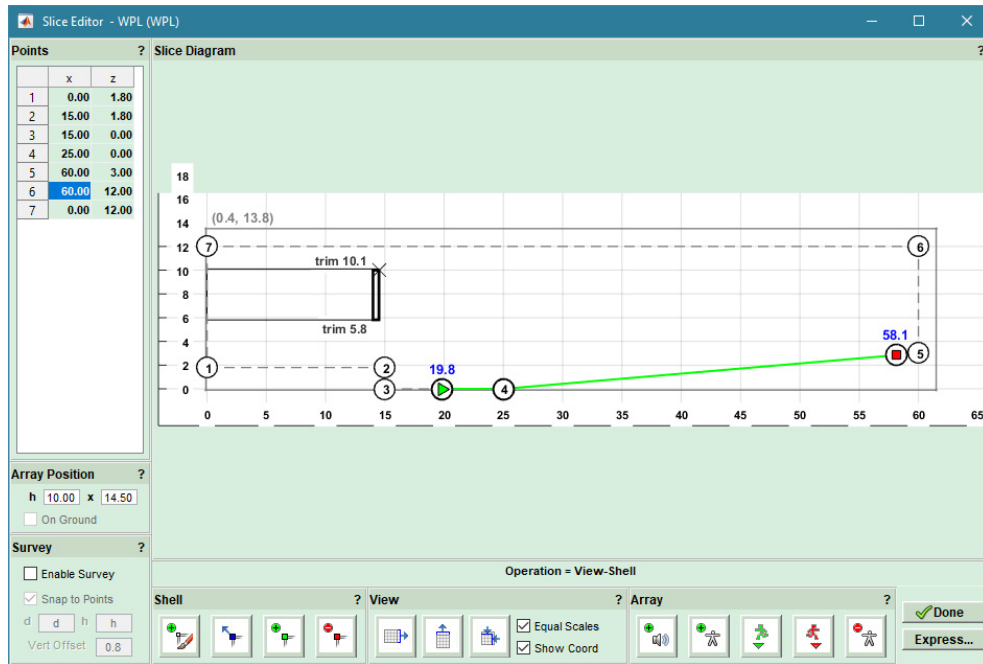 Slice Editor - WPL (WPL)
Points ?
x z
1 0.00 1.80
2 15.00 1.80
3 15.00 0.00
4 25.00 0.00
5 60.00 3.00
6 60.00 12.00
7 0.00 12.00
Array Position ?
h 10.00 x 14.50
On Ground
Survey ?
Enable Survey
Snap to Points
d d h h
Vert Offset 0.8
Slice Diagram ?
18
16
14 (0.4, 13.8)
12 7 6
trim 10.1
10
8
6
trim 5.8
4 58.1
5
2 1 2 19.8
0 3 4
0 5 10 15 20 25 30 35 40 45 50 55 60 65
Operation = View-Shell
Shell ?
View ?
Equal Scales
Show Coord
Array ?
Done
Express...